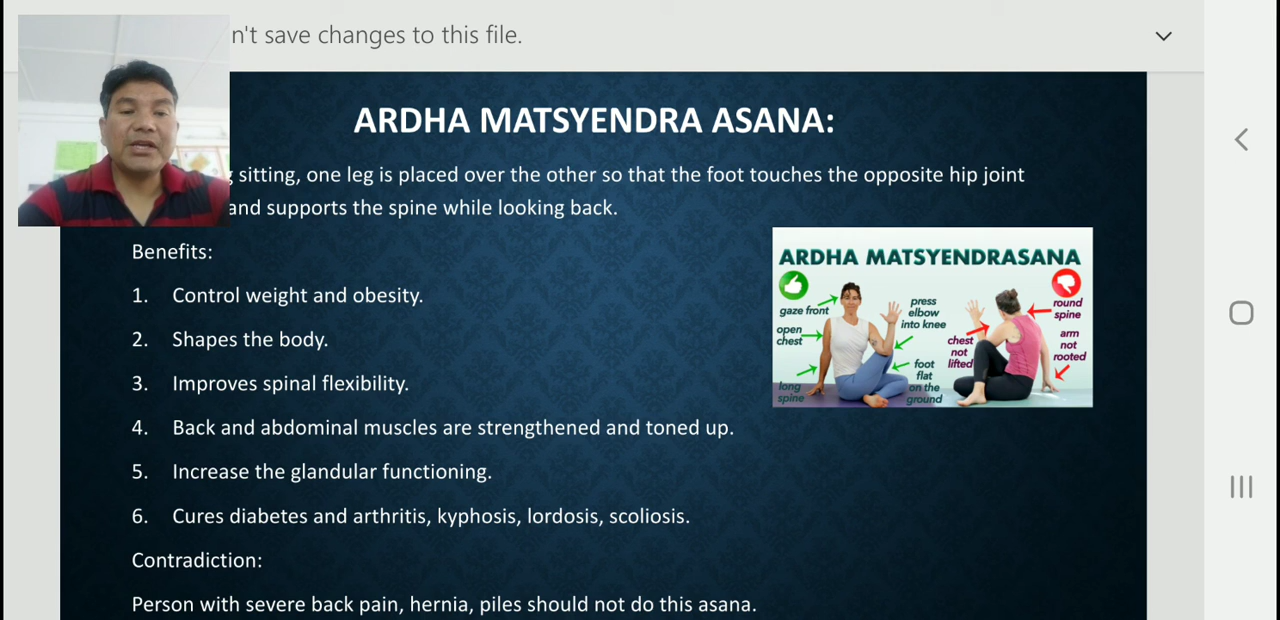 n't save changes to this file.
ARDHA MATSYENDRA ASANA:
sitting, one leg is placed over the other so that the foot touches the opposite hip joint
and supports the spine while looking back.
Benefits:
1. Control weight and obesity.
2. Shapes the body.
3. Improves spinal flexibility.
4. Back and abdominal muscles are strengthened and toned up.
5. Increase the glandular functioning.
6. Cures diabetes and arthritis, kyphosis, lordosis, scoliosis.
Contradiction:
Person with severe back pain, hernia, piles should not do this asana.
ARDHA MATSYENDRASANA
gaze front
open
chest
long
spine
press
elbow
into knee
foot
flat
on the
ground
chest
not
lifted
round
spine
arm
not
rooted